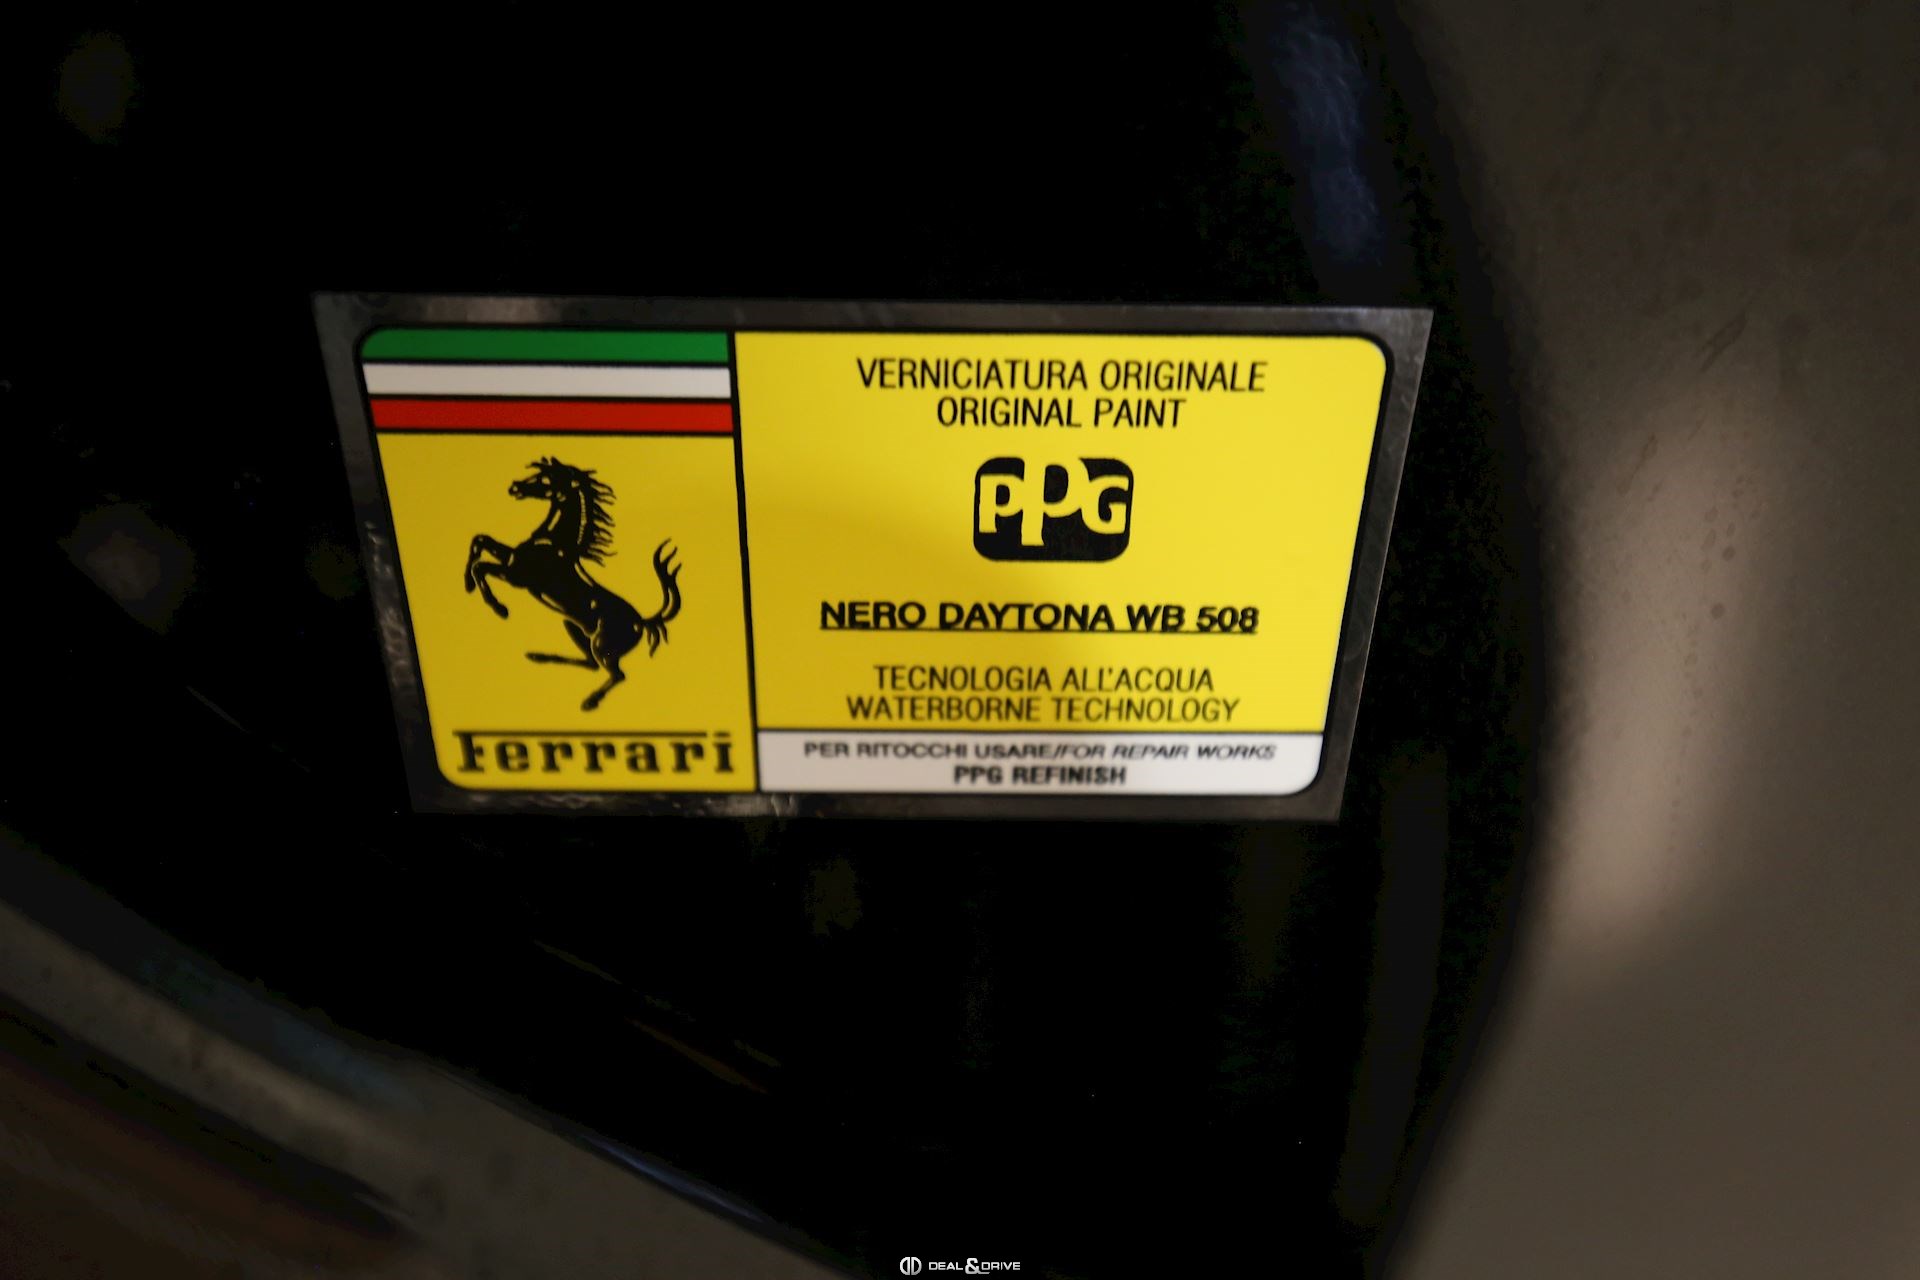 VERNICIATURA ORIGINALE
ORIGINAL PAINT
PPG
NERO DAYTONA WB 508
TECNOLOGIA ALL'ACQUA
WATERBORNE TECHNOLOGY
PER RITOCCHI USARE/FOR REPAIR WORKS
PPG REFINISH
Ferrari
DEAL&DRIVE